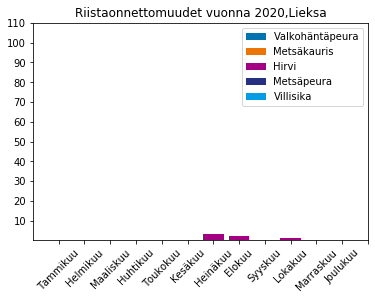 Riistaonnettomuudet vuonna 2020,Lieksa
110
100
90
80
70
60
50
40
30
20
10
Valkohäntäpeura
Metsäkauris
Hirvi
Metsäpeura
Villisika
Tammikuu
Helmikuu
Maaliskuu
Huhtikuu
Toukokuu
Kesäkuu
Heinäkuu
Elokuu
Syyskuu
Lokakuu
Marraskuu
Joulukuu